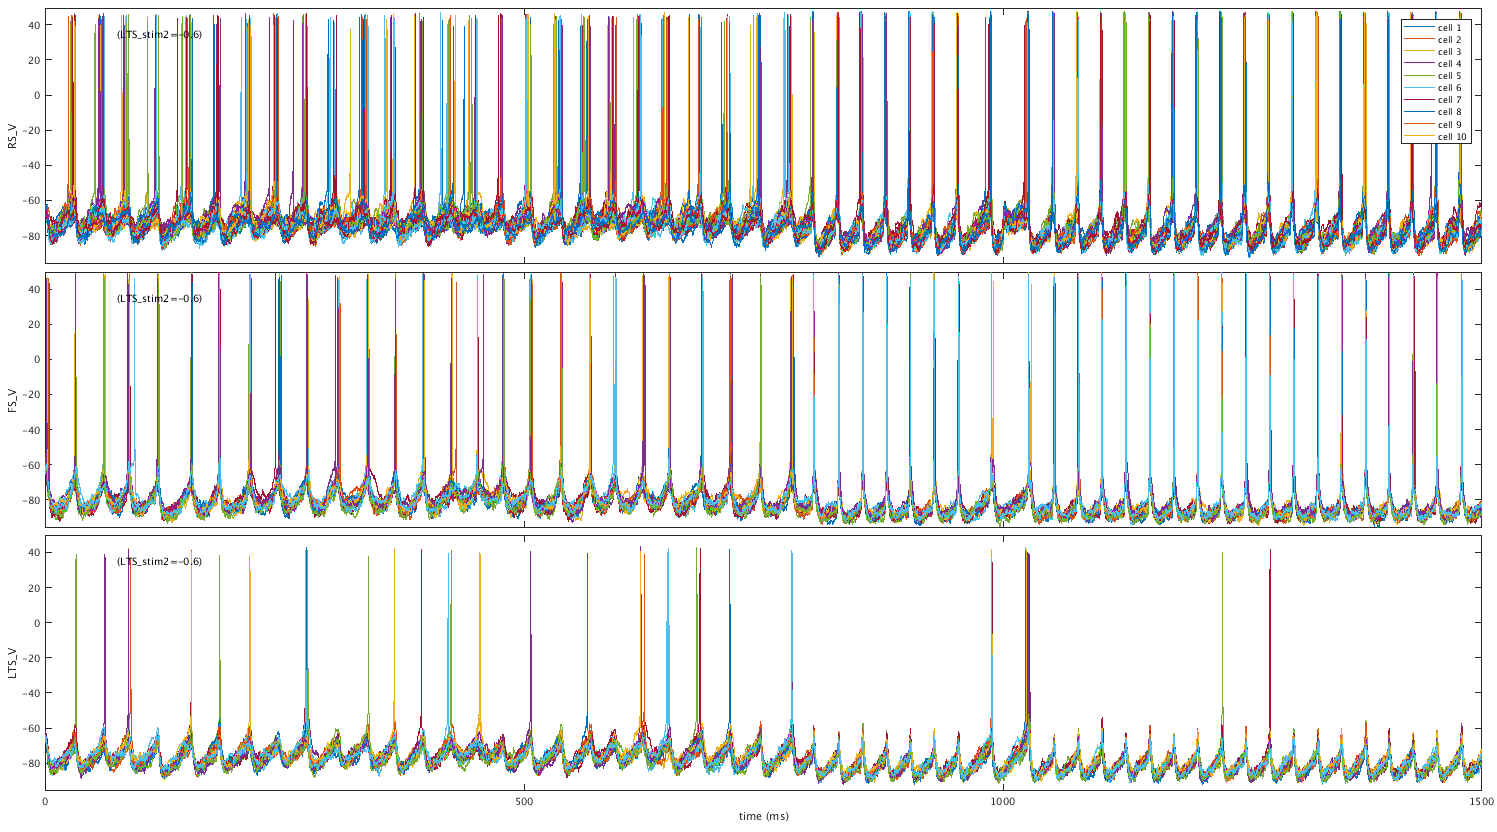 40
20
0
-20
-40
-60
-80
RS_V
(LTS_stim2=-0.6)
cell 1
cell 2
cell 3
cell 4
cell 5
cell 6
cell 7
cell 8
cell 9
cell 10
40
20
0
-20
-40
-60
-80
FS_V
(LTS_stim2=-0.6)
40
20
0
-20
-40
-60
-80
LTS_V
(LTS_stim2=-0.6)
0
500
1000
1500
time (ms)